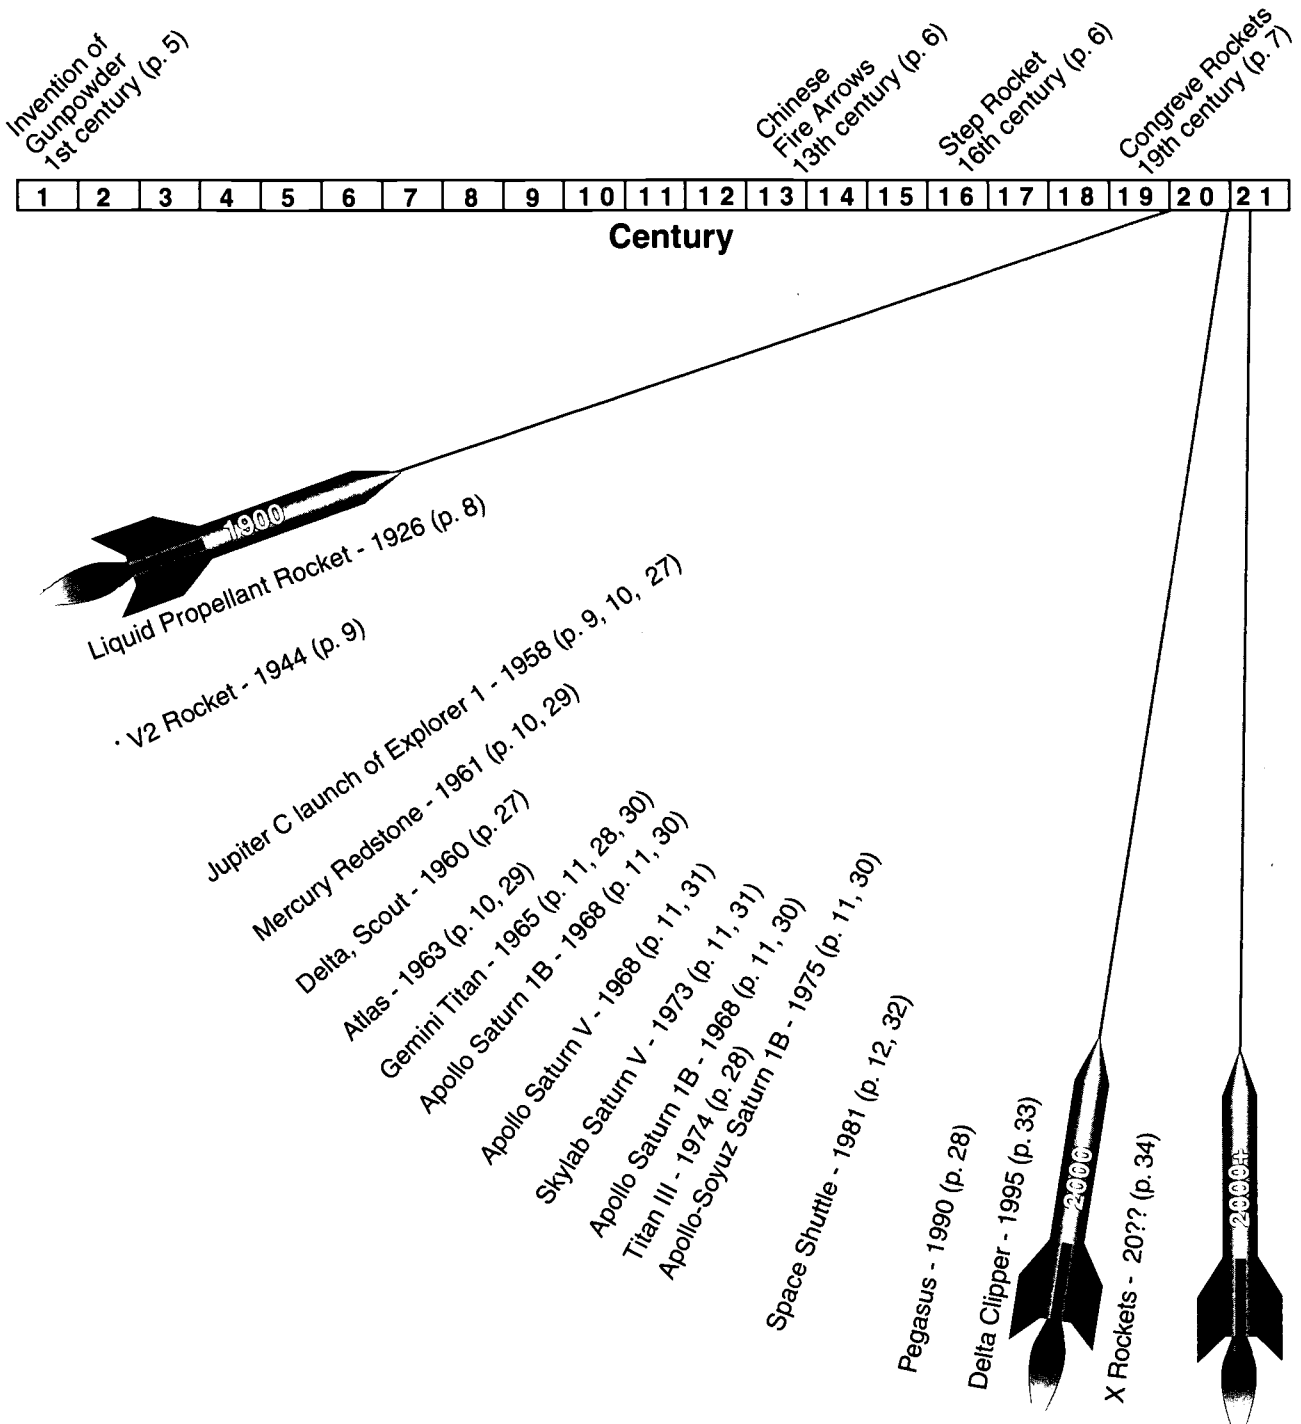 Invention of
Gunpowder
1st century (p. 5)
Chinese
Fire Arrows
13th century (p. 6)
Step Rocket
16th century (p. 6)
Congreve Rockets
19th century (p. 7)
1 2 3 4 5 6 7 8 9 10 11 12 13 14 15 16 17 18 19 20 21
Century
1900
Liquid Propellant Rocket - 1926 (p. 8)
V2 Rocket - 1944 (p. 9)
Jupiter C launch of Explorer 1 - 1958 (p. 9, 10, 27)
Mercury Redstone - 1961 (p. 10, 29)
Delta, Scout - 1960 (p. 27)
Atlas - 1963 (p. 10, 29)
Gemini Titan - 1965 (p. 11, 28, 30)
Apollo Saturn 1B - 1968 (p. 11, 30)
Apollo Saturn V - 1968 (p. 11, 31)
Skylab Saturn V - 1973 (p. 11, 31)
Apollo Saturn 1B - 1968 (p. 11, 30)
Titan III - 1974 (p. 28)
Apollo-Soyuz Saturn 1B - 1975 (p. 11, 30)
Space Shuttle - 1981 (p. 12, 32)
Pegasus - 1990 (p. 28)
Delta Clipper - 1995 (p. 33)
2000
X Rockets - 20?? (p. 34)
2000+